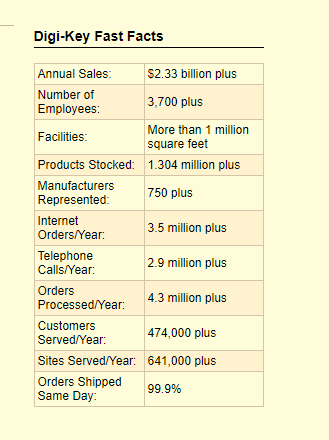 Digi-Key Fast Facts
Annual Sales: $2.33 billion plus
Number of
Employees: 3,700 plus
Facilities: More than 1 million
square feet
Products Stocked: 1.304 million plus
Manufacturers
Represented: 750 plus
Internet
Orders/Year: 3.5 million plus
Telephone
Calls/Year: 2.9 million plus
Orders
Processed/Year: 4.3 million plus
Customers
Served/Year: 474,000 plus
Sites Served/Year: 641,000 plus
Orders Shipped
Same Day: 99.9%